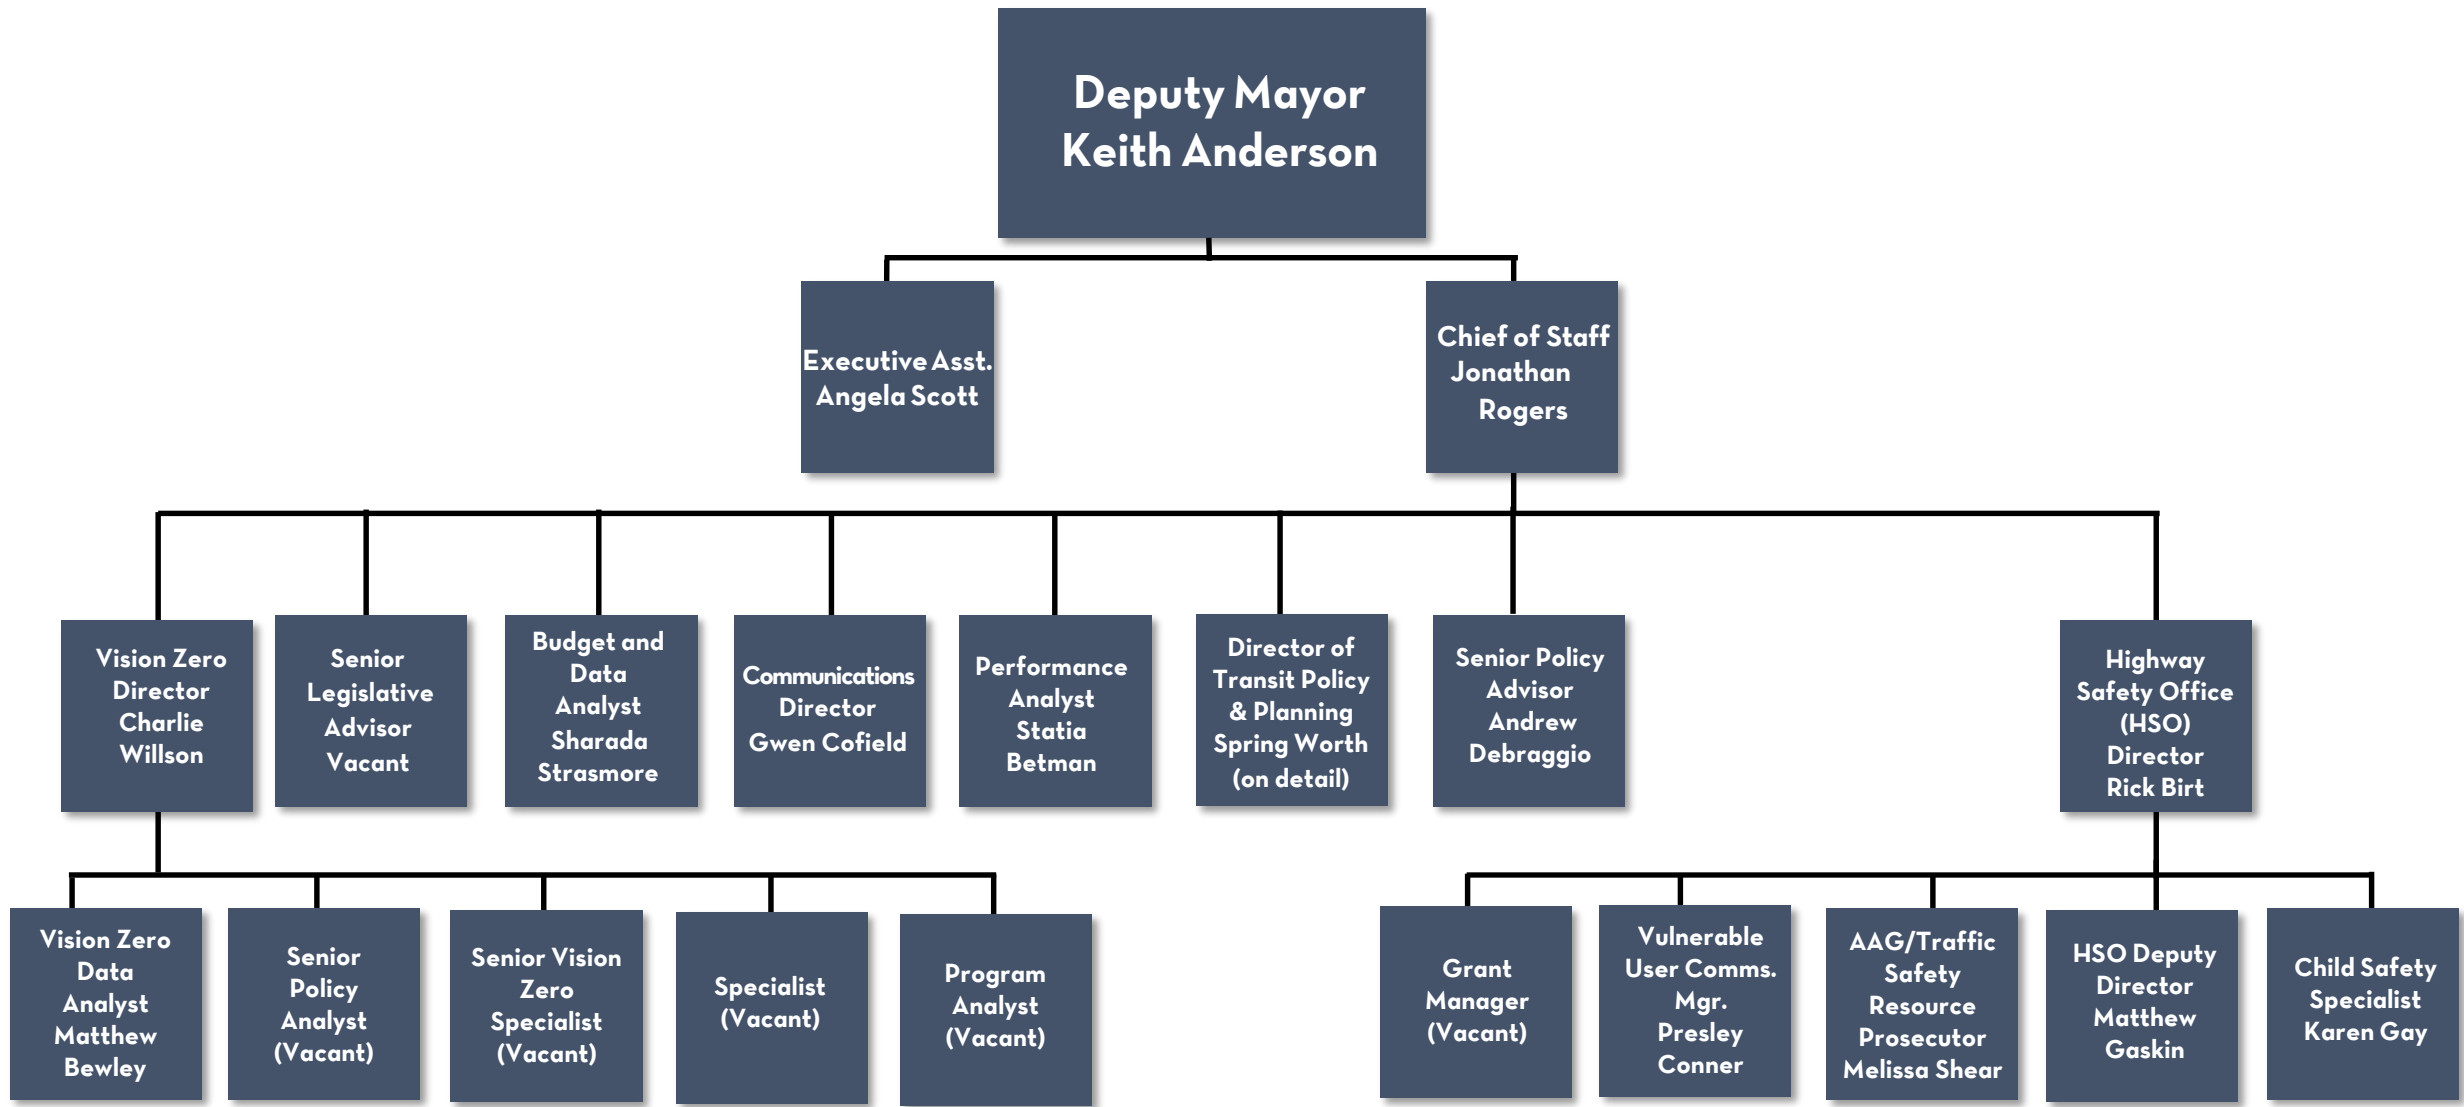 Deputy Mayor
Keith Anderson
Executive Asst.
Angela Scott
Chief of Staff
Jonathan
Rogers
Vision Zero
Director
Charlie
Willson
Senior
Legislative
Advisor
Vacant
Budget and
Data
Analyst
Sharada
Strasmore
Communications
Director
Gwen Cofield
Performance
Analyst
Statia
Betman
Director of
Transit Policy
& Planning
Spring Worth
(on detail)
Senior Policy
Advisor
Andrew
Debraggio
Highway
Safety Office
(HSO)
Director
Rick Birt
Vision Zero
Data
Analyst
Matthew
Bewley
Senior
Policy
Analyst
(Vacant)
Senior Vision
Zero
Specialist
(Vacant)
Specialist
(Vacant)
Program
Analyst
(Vacant)
Grant
Manager
(Vacant)
Vulnerable
User Comms.
Mgr.
Presley
Conner
AAG/Traffic
Safety
Resource
Prosecutor
Melissa Shear
HSO Deputy
Director
Matthew
Gaskin
Child Safety
Specialist
Karen Gay